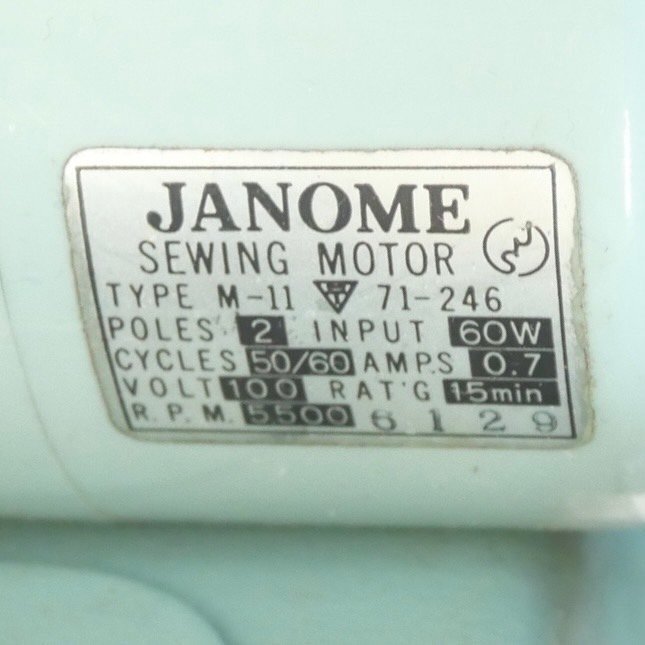 JANOME
SEWING MOTOR
TYPE M-11 71-246
POLES 2 INPUT 60W
CYCLES 50/60 AMPS 0.7
VOLT 100 RAT'G 15min
R.P.M. 5500 6129